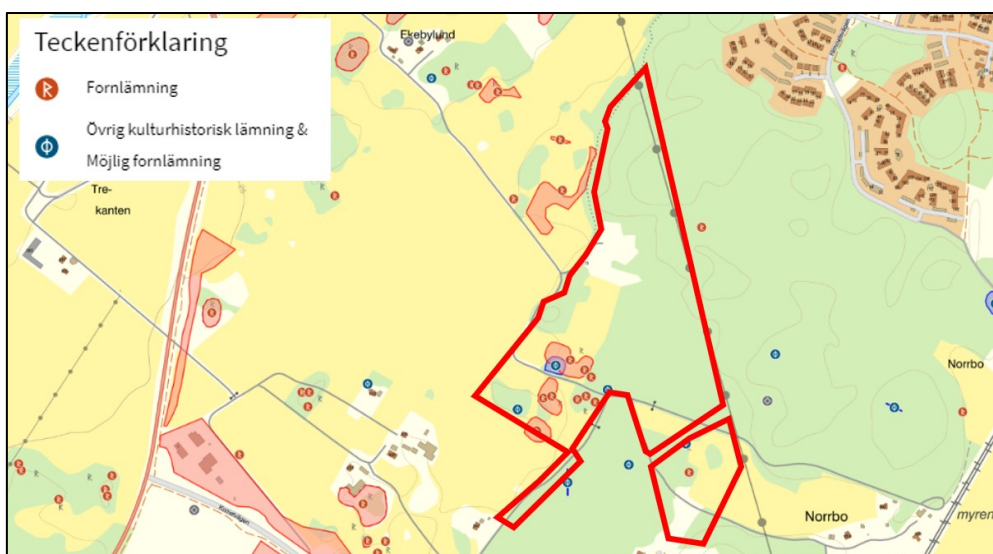 Teckenförklaring
Fornlämning
Övrig kulturhistorisk lämning &
Möjlig fornlämning
Ekebylund
Tre-
kanten
Norrbo
Norrbo
myren